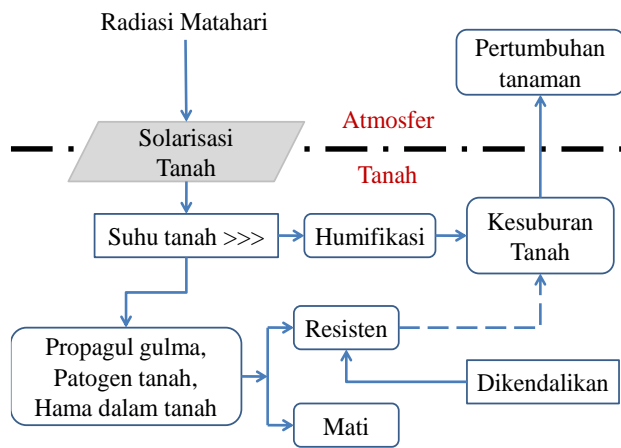 Radiasi Matahari
Pertumbuhan
tanaman
Atmosfer
Solarisasi
Tanah
Tanah
Suhu tanah >>>
Humifikasi
Kesuburan
Tanah
Propagul gulma,
Patogen tanah,
Hama dalam tanah
Resisten
Dikendalikan
Mati